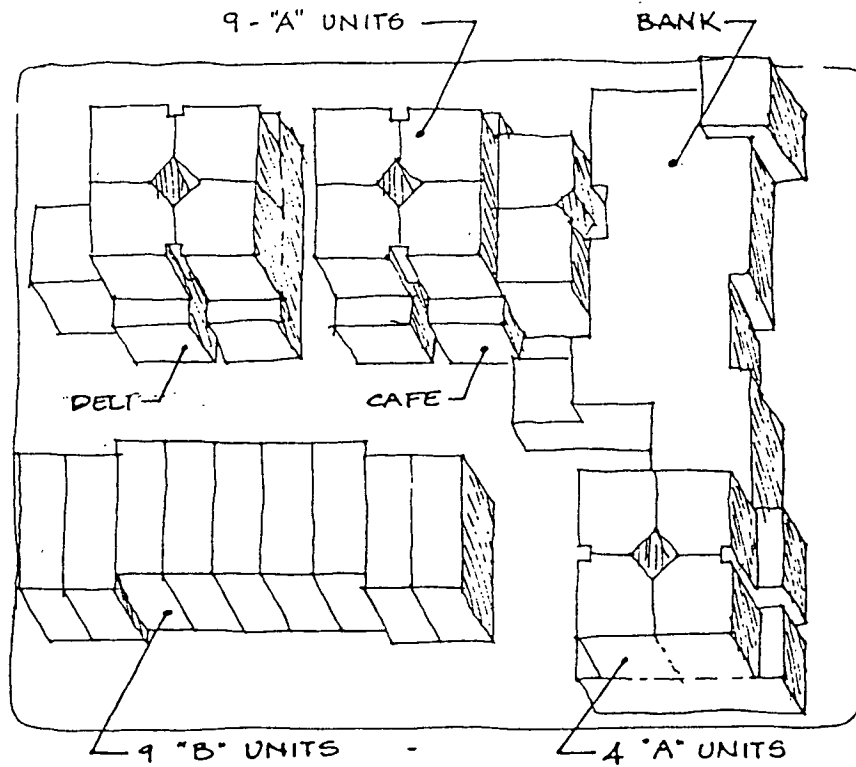 9 - "A" UNITS
BANK
DELI
CAFE
9 "B" UNITS
4 "A" UNITS